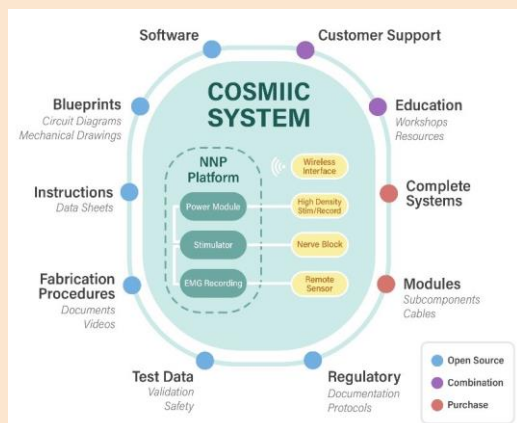 Software
Customer Support
Blueprints
Circuit Diagrams
Mechanical Drawings
Education
Workshops
Resources
COSMIIC
SYSTEM
NNP
Platform
Wireless
Interface
Power Module
High Density
Stim/Record
Stimulator
Nerve Block
EMG Recording
Remote
Sensor
Instructions
Data Sheets
Complete
Systems
Fabrication
Procedures
Documents
Videos
Modules
Subcomponents
Cables
Test Data
Validation
Safety
Regulatory
Documentation
Protocols
Open Source
Combination
Purchase